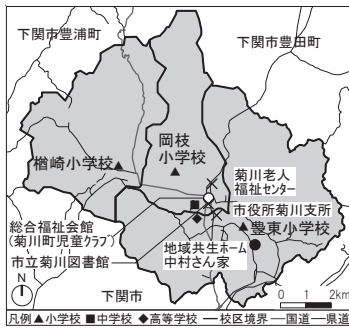 下関市豊浦町
下関市豊田町
岡枝
小学校
楢崎小学校▲
菊川老人
福祉センター
市役所菊川支所
▲豊東小学校
総合福祉会館
(菊川町児童クラブ)
市立菊川図書館
地域共生ホーム
中村さん家
下関市
N
0 1 2km
凡例▲小学校 ■中学校 ◆高等学校 ―校区境界 ―国道 ―県道